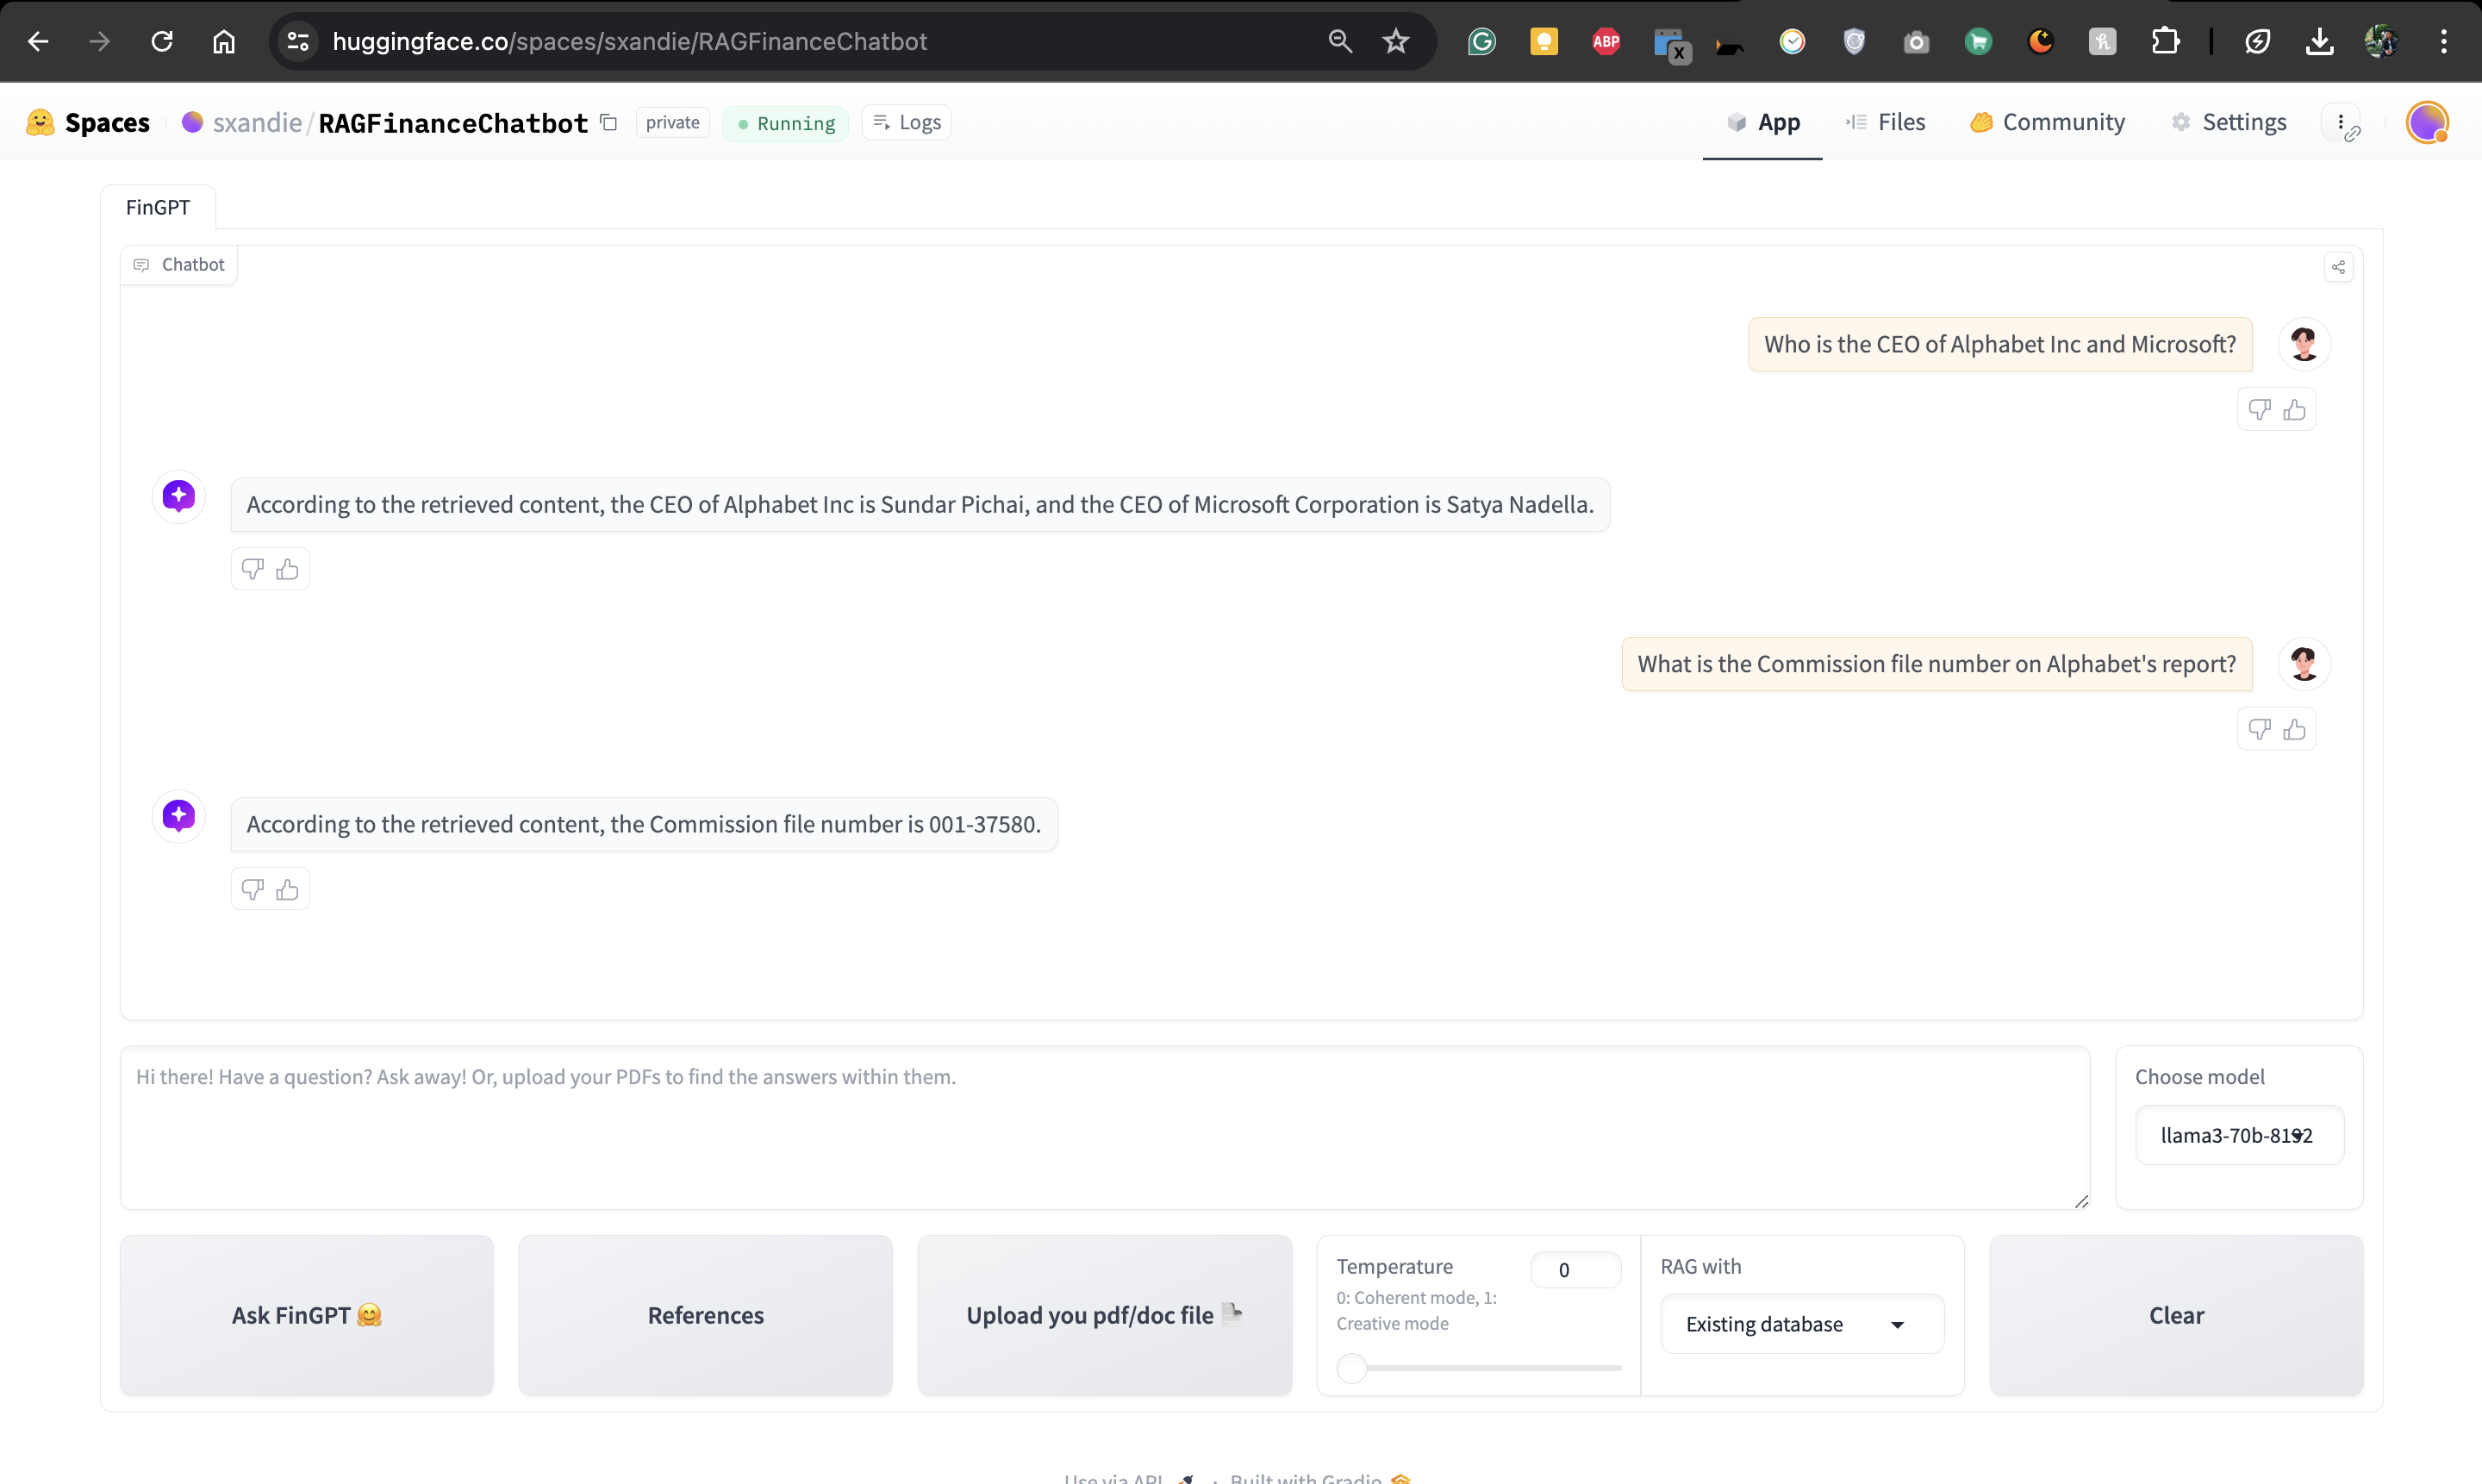 huggingface.co/spaces/sxandie/RAGFinanceChatbot
ABP
X
Spaces
sxandie/RAGFinanceChatbot
private
Running
Logs
App
Files
Community
Settings
FinGPT
Chatbot
Who is the CEO of Alphabet Inc and Microsoft?
According to the retrieved content, the CEO of Alphabet Inc is Sundar Pichai, and the CEO of Microsoft Corporation is Satya Nadella.
What is the Commission file number on Alphabet's report?
According to the retrieved content, the Commission file number is 001-37580.
Hi there! Have a question? Ask away! Or, upload your PDFs to find the answers within them.
Choose model
llama3-70b-8192
Ask FinGPT 🤗
References
Upload you pdf/doc file
Temperature
0
0: Coherent mode, 1:
Creative mode
RAG with
Existing database
Clear
Use via API
·
Built with Gradio